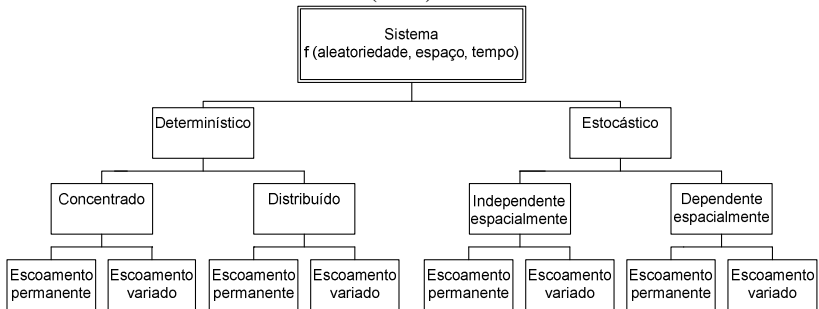 Sistema
f (aleatoriedade, espaço, tempo)
Determinístico
Estocástico
Concentrado
Distribuído
Independente
espacialmente
Dependente
espacialmente
Escoamento
permanente
Escoamento
variado
Escoamento
permanente
Escoamento
variado
Escoamento
permanente
Escoamento
variado
Escoamento
permanente
Escoamento
variado